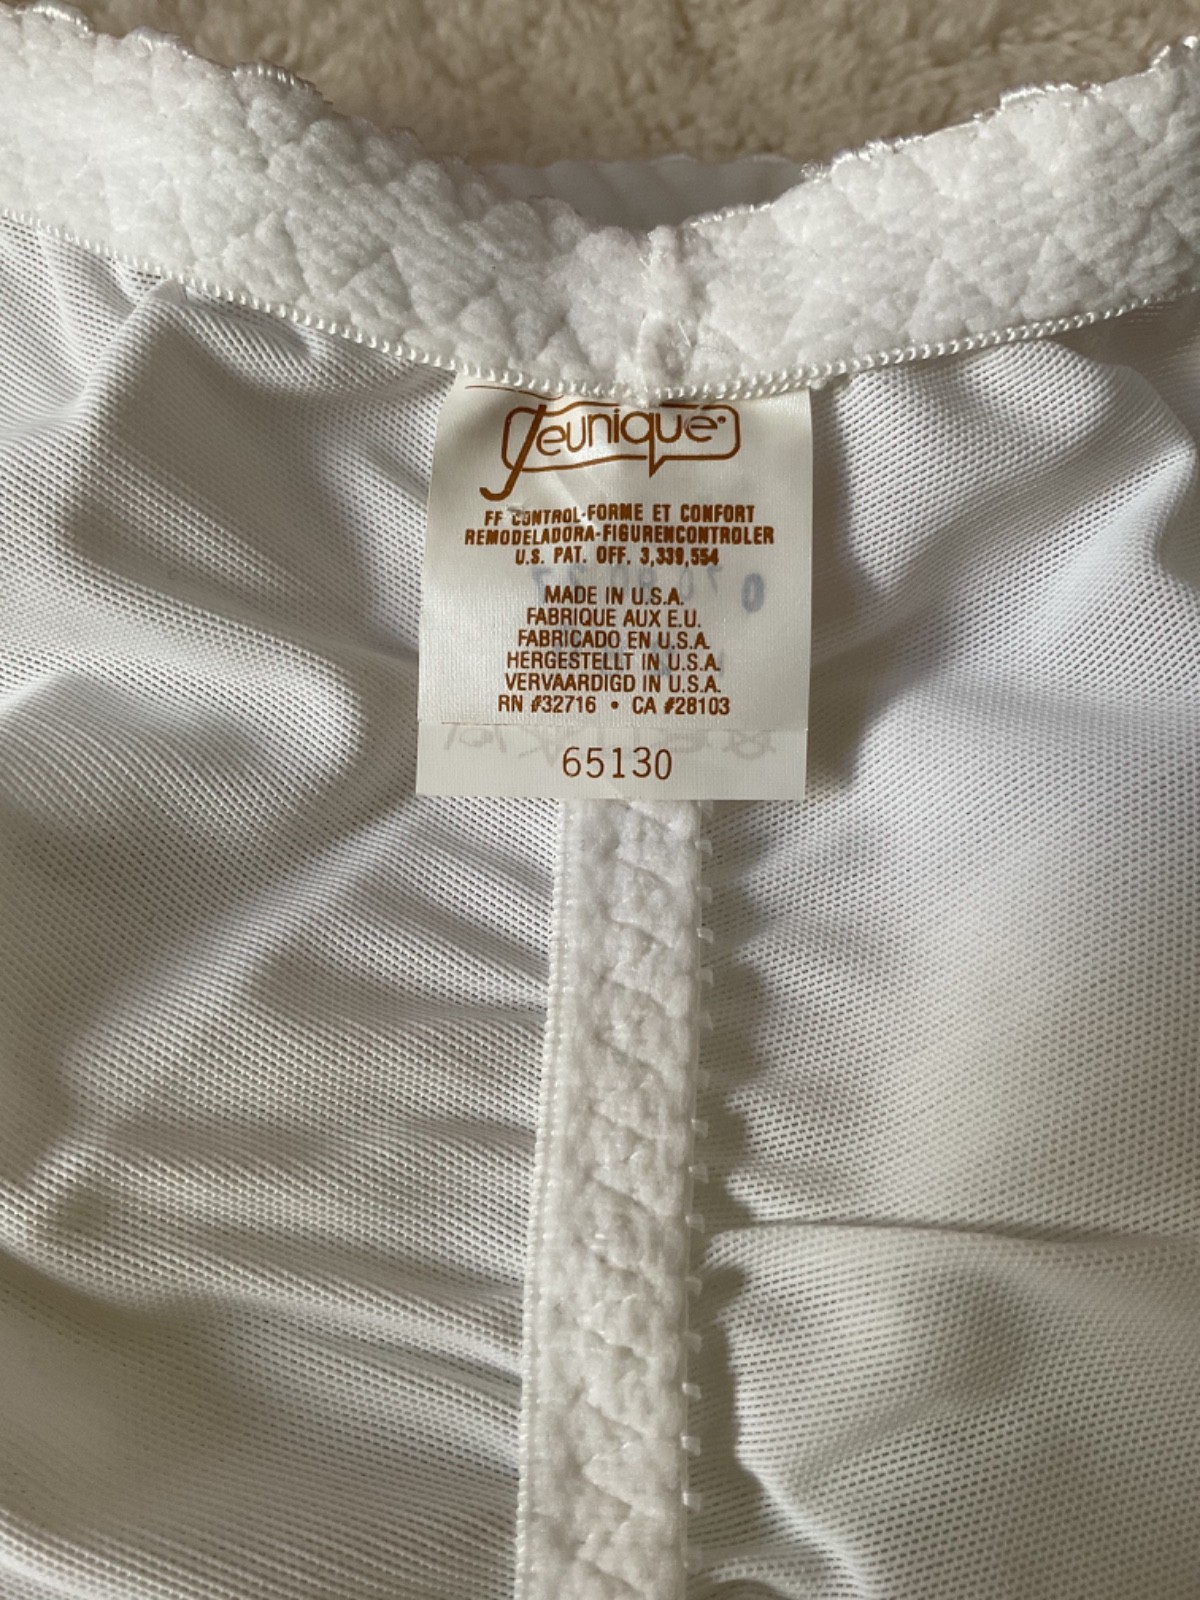 Jeunique®
FF CONTROL-FORME ET CONFORT
REMODELADORA-FIGURENCONTROLER
U.S. PAT. OFF. 3,339,554
MADE IN U.S.A.
FABRIQUE AUX E.U.
FABRICADO EN U.S.A.
HERGESTELLT IN U.S.A.
VERVAARDIGD IN U.S.A.
RN #32716 • CA #28103
65130